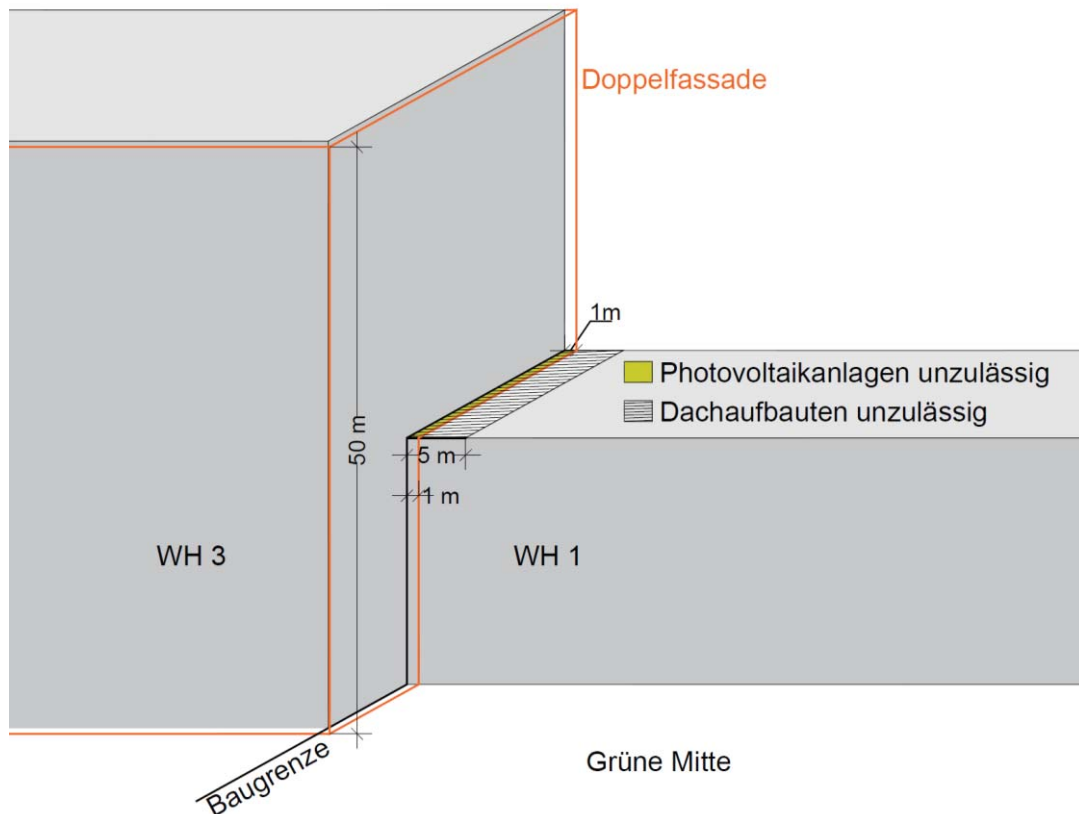 Doppelfassade
1m
Photovoltaikanlagen unzulässig
Dachaufbauten unzulässig
50 m
5 m
1 m
WH 3
WH 1
Grüne Mitte
Baugrenze